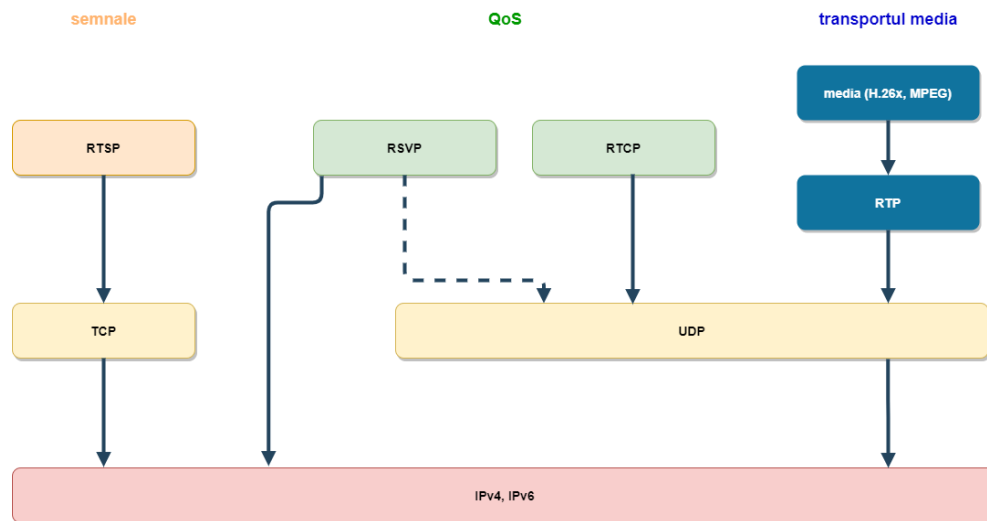 semnale
QoS
transportul media
media (H.26x, MPEG)
RTSP
RSVP
RTCP
RTP
TCP
UDP
IPv4, IPv6